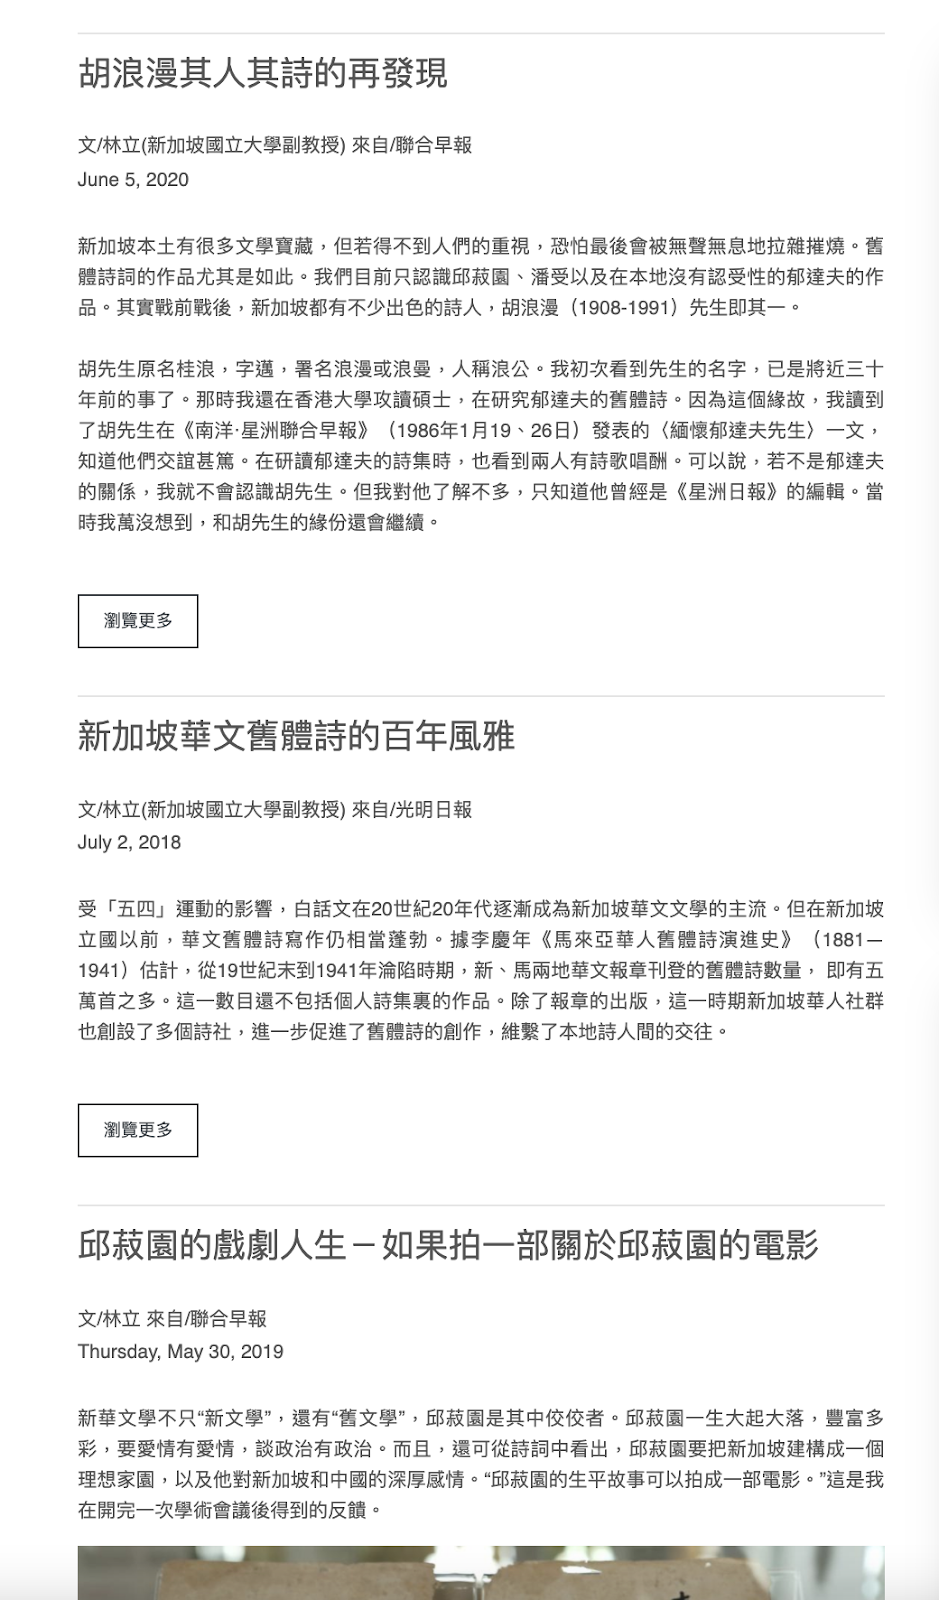 胡浪漫其人其詩的再發現
文/林立(新加坡國立大學副教授) 來自/聯合早報
June 5, 2020
新加坡本土有很多文學寶藏，但若得不到人們的重視，恐怕最後會被無聲無息地拉雜摧燒。舊
體詩詞的作品尤其是如此。我們目前只認識邱菽園、潘受以及在本地沒有認受性的郁達夫的作
品。其實戰前戰後，新加坡都有不少出色的詩人，胡浪漫（1908-1991）先生即其一。
胡先生原名桂浪，字邁，署名浪漫或浪曼，人稱浪公。我初次看到先生的名字，已是將近三十
年前的事了。那時我還在香港大學攻讀碩士，在研究郁達夫的舊體詩。因為這個緣故，我讀到
了胡先生在《南洋·星洲聯合早報》（1986年1月19、26日）發表的〈緬懷郁達夫先生〉一文，
知道他們交誼甚篤。在研讀郁達夫的詩集時，也看到兩人有詩歌唱酬。可以說，若不是郁達夫
的關係，我就不會認識胡先生。但我對他了解不多，只知道他曾經是《星洲日報》的編輯。當
時我萬沒想到，和胡先生的緣份還會繼續。
瀏覽更多
新加坡華文舊體詩的百年風雅
文/林立(新加坡國立大學副教授) 來自/光明日報
July 2, 2018
受「五四」運動的影響，白話文在20世紀20年代逐漸成為新加坡華文文學的主流。但在新加坡
立國以前，華文舊體詩寫作仍相當蓬勃。據李慶年《馬來亞華人舊體詩演進史》（1881—
1941）估計，從19世紀末到1941年淪陷時期，新、馬兩地華文報章刊登的舊體詩數量， 即有五
萬首之多。這一數目還不包括個人詩集裏的作品。除了報章的出版，這一時期新加坡華人社群
也創設了多個詩社，進一步促進了舊體詩的創作，維繫了本地詩人間的交往。
瀏覽更多
邱菽園的戲劇人生－如果拍一部關於邱菽園的電影
文/林立 來自/聯合早報
Thursday, May 30, 2019
新華文學不只“新文學”，還有“舊文學”，邱菽園是其中佼佼者。邱菽園一生大起大落，豐富多
彩，要愛情有愛情，談政治有政治。而且，還可從詩詞中看出，邱菽園要把新加坡建構成一個
理想家園，以及他對新加坡和中國的深厚感情。“邱菽園的生平故事可以拍成一部電影。”這是我
在開完一次學術會議後得到的反饋。